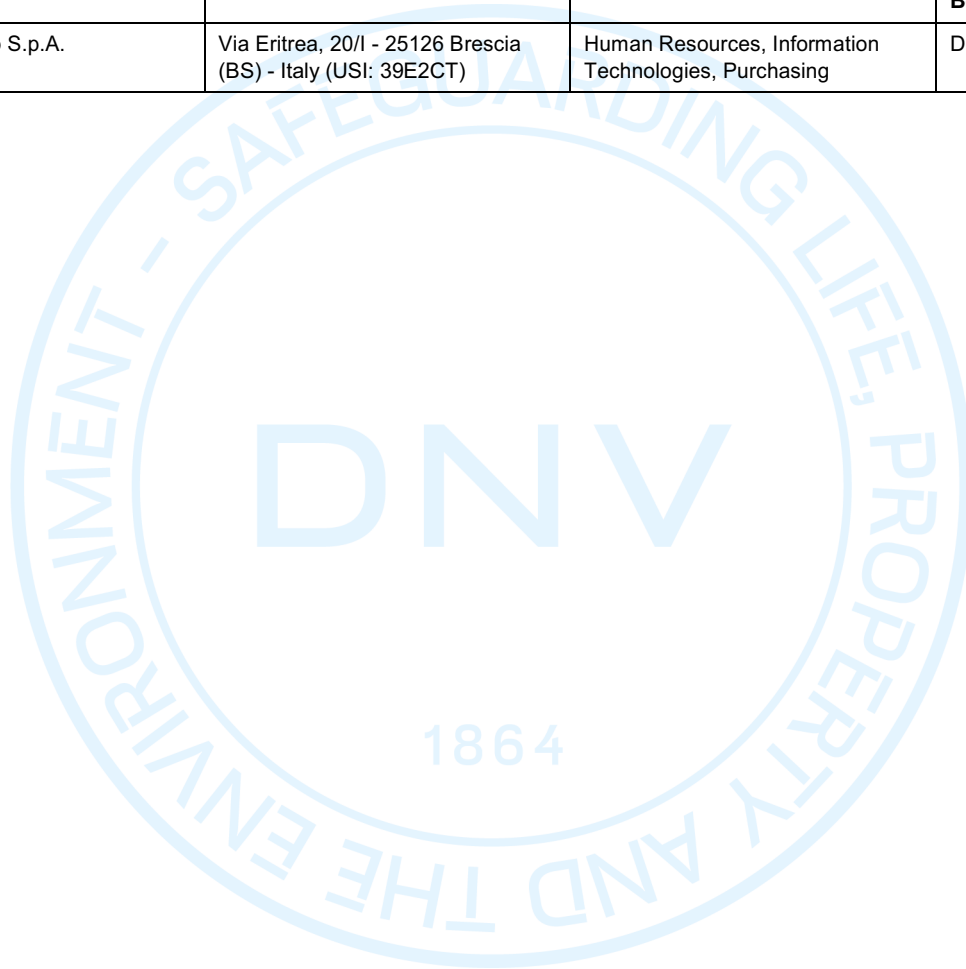 B
S.p.A.
Via Eritrea, 20/I - 25126 Brescia
(BS) - Italy (USI: 39E2CT)
Human Resources, Information
Technologies, Purchasing
D
SAFEGUARDING LIFE, PROPERTY AND THE ENVIRONMENT -
DNV
1864